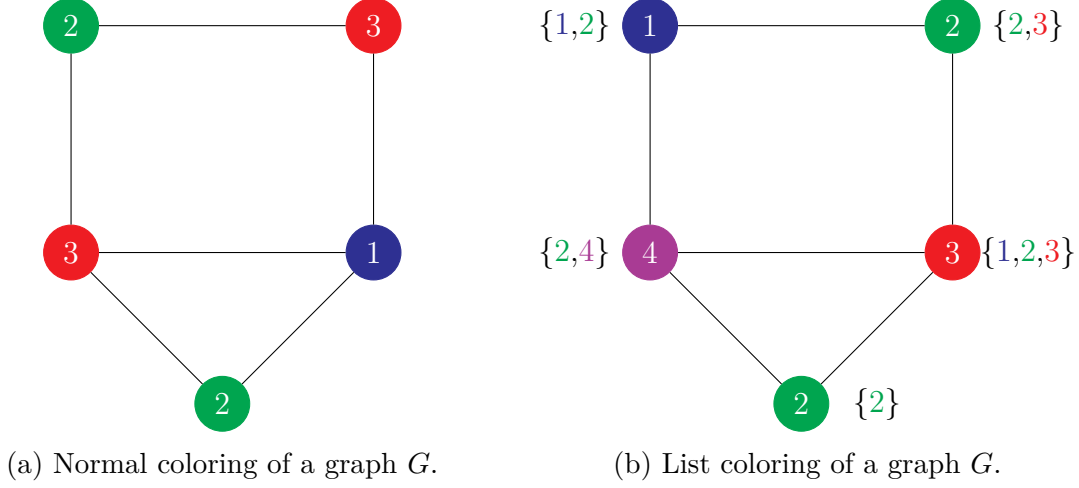 2 3 {1,2} 1 2 {2,3}
3 1 {2,4} 4 3 {1,2,3}
2 2 {2}
(a) Normal coloring of a graph G. (b) List coloring of a graph G.